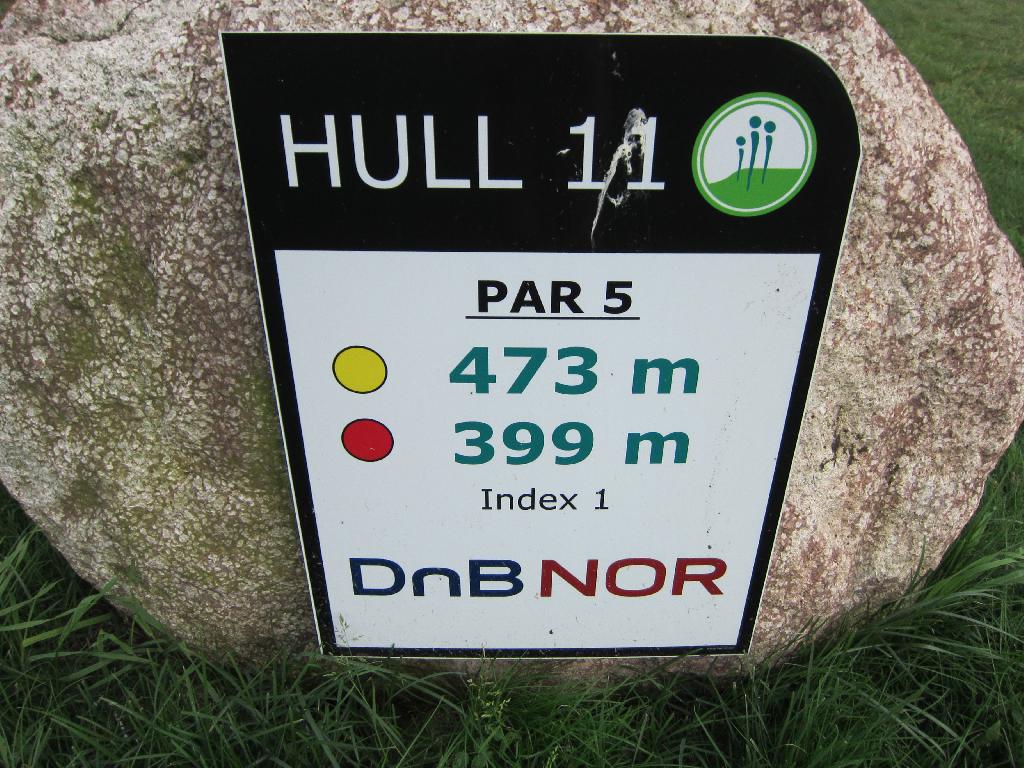 HULL 11
PAR 5
473 m
399 m
Index 1
DnB NOR